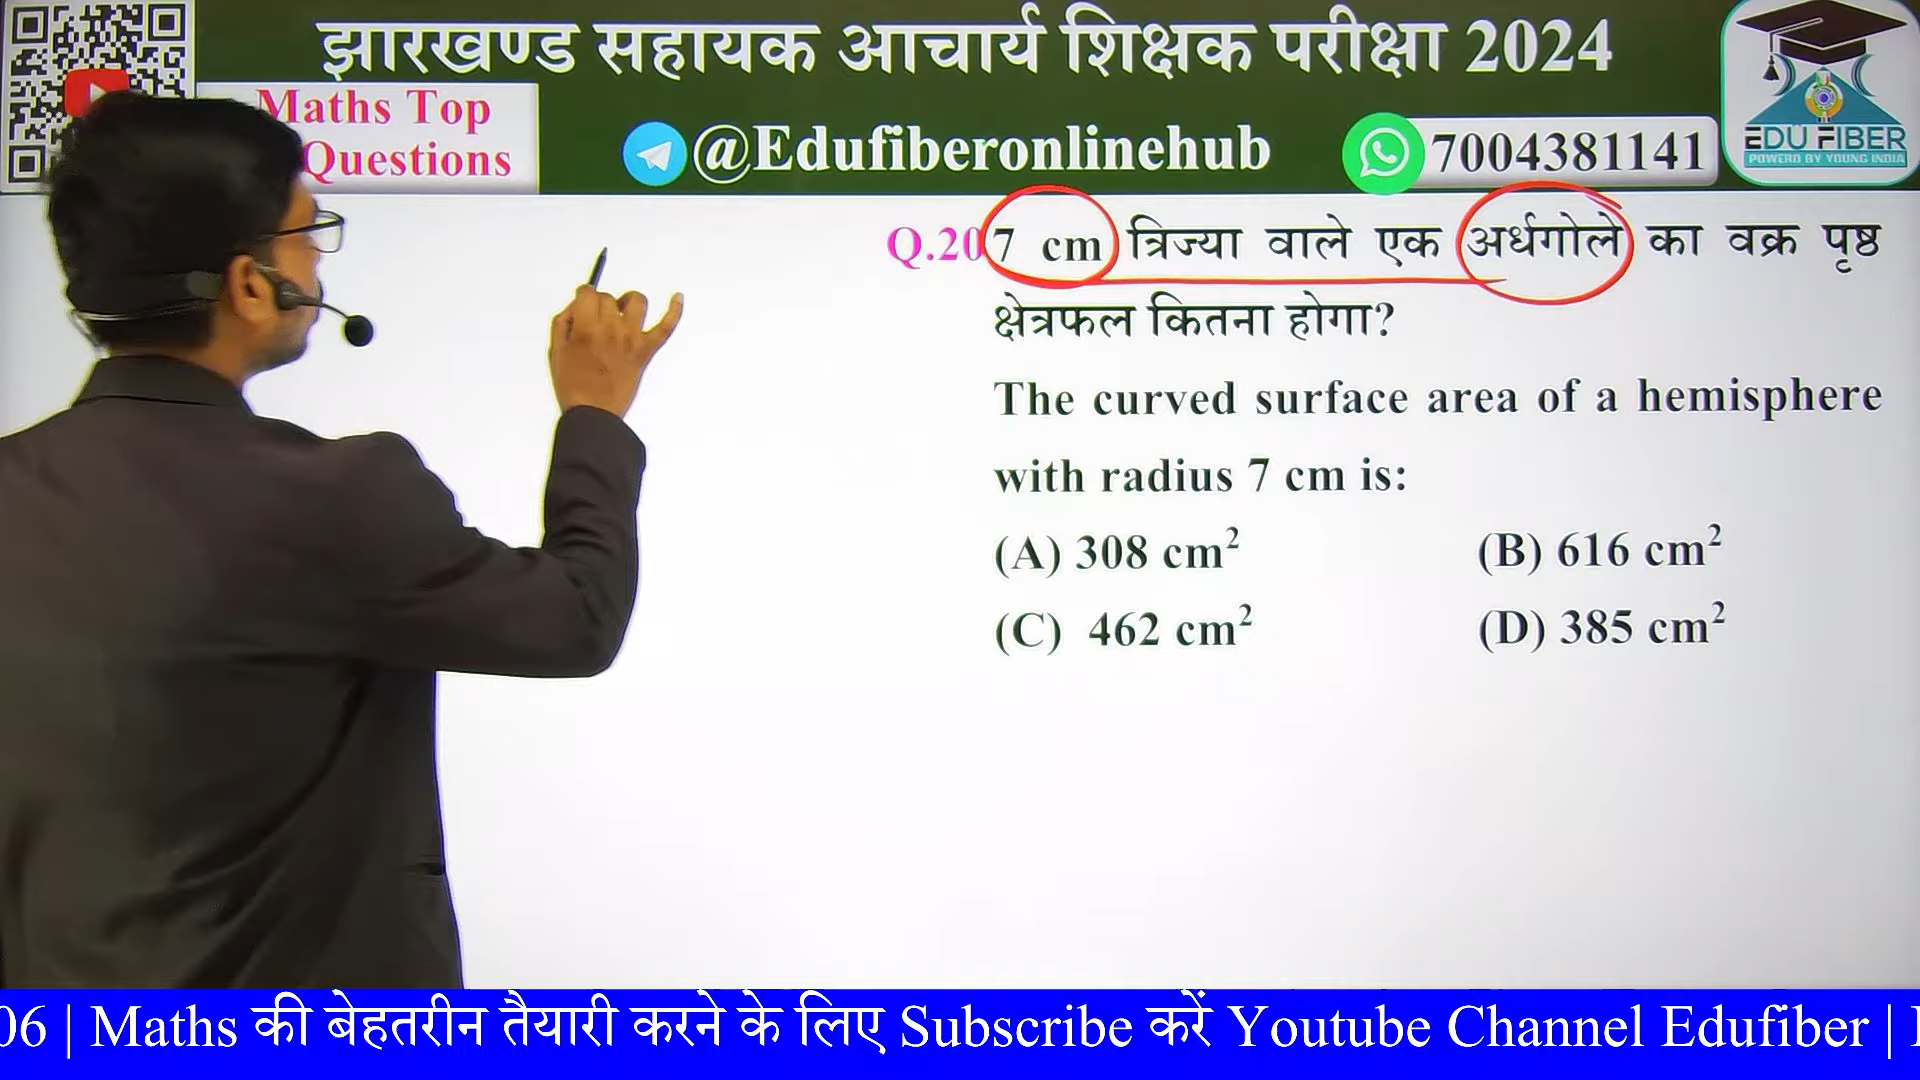 झारखण्ड सहायक आचार्य शिक्षक परीक्षा 2024
Maths Top
Questions
@Edufiberonlinehub
7004381141
EDU FIBER
POWERD BY YOUNG INDIA
Q.20 7 cm त्रिज्या वाले एक अर्धगोले का वक्र पृष्ठ
क्षेत्रफल कितना होगा?
The curved surface area of a hemisphere
with radius 7 cm is:
(A) 308 cm² (B) 616 cm²
(C) 462 cm² (D) 385 cm²
06 | Maths की बेहतरीन तैयारी करने के लिए Subscribe करें Youtube Channel Edufiber |